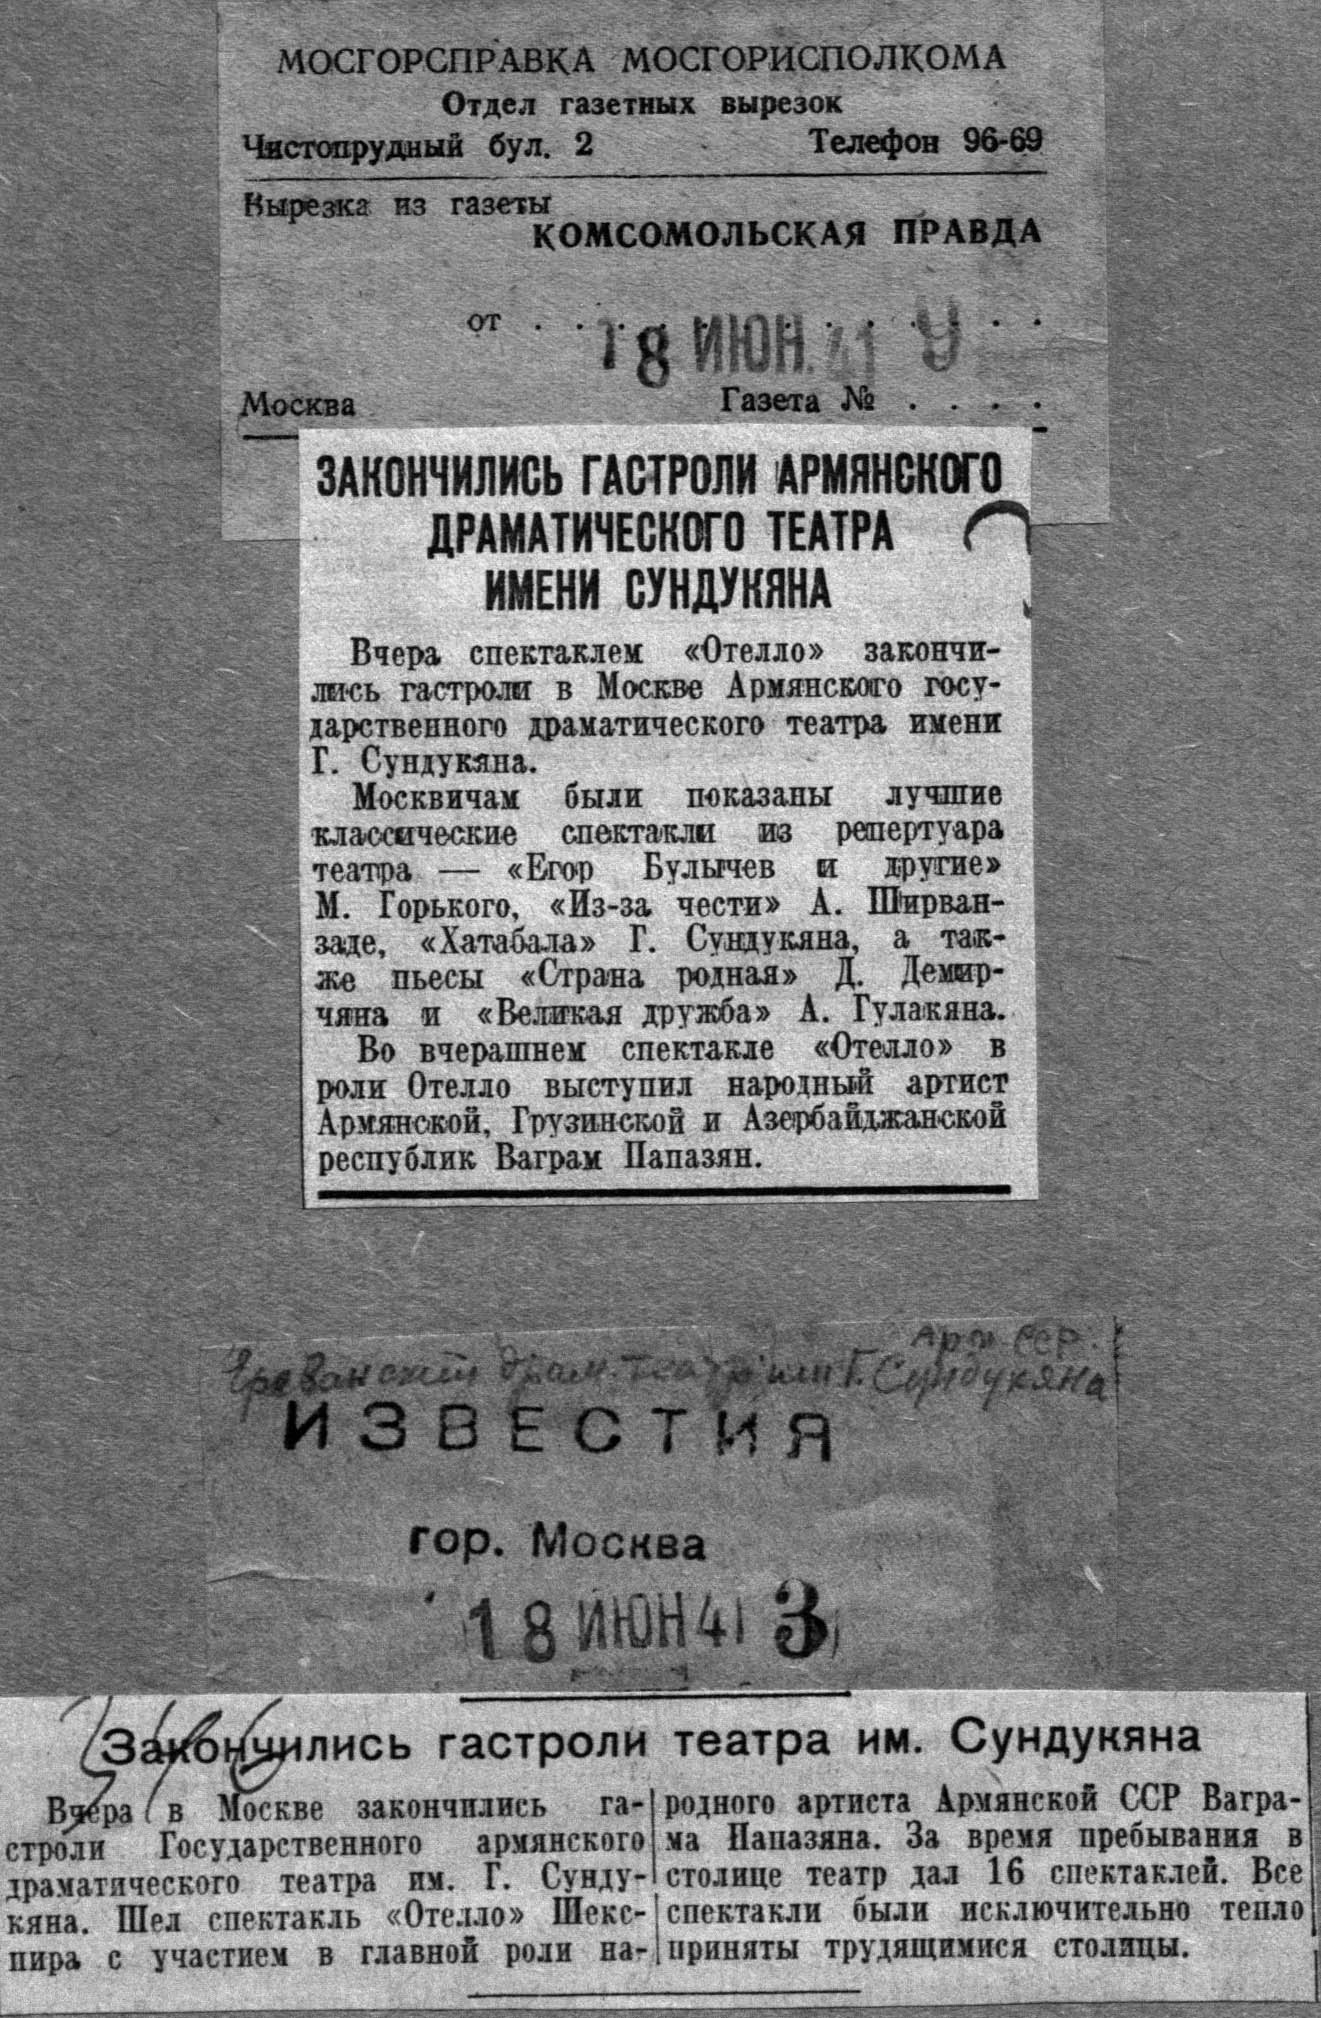 МОСГОРСПРАВКА МОСГОРИСПОЛКОМА
Отдел газетных вырезок
Чистопрудный бул. 2 Телефон 96-69
Вырезка из газеты
КОМСОМОЛЬСКАЯ ПРАВДА
от . . . . . . . . . . . . .
18 ИЮН. 41 У
Москва Газета № . . . .
ЗАКОНЧИЛИСЬ ГАСТРОЛИ АРМЯНСКОГО
ДРАМАТИЧЕСКОГО ТЕАТРА
ИМЕНИ СУНДУКЯНА
Вчера спектаклем «Отелло» закончи-
лись гастроли в Москве Армянского госу-
дарственного драматического театра имени
Г. Сундукяна.
Москвичам были показаны лучшие
классические спектакли из репертуара
театра — «Егор Булычев и другие»
М. Горького, «Из-за чести» А. Ширван-
заде, «Хатабала» Г. Сундукяна, а так-
же пьесы «Страна родная» Д. Демир-
чяна и «Великая дружба» А. Гулакяна.
Во вчерашнем спектакле «Отелло» в
роли Отелло выступил народный артист
Армянской, Грузинской и Азербайджанской
республик Ваграм Папазян.
Арм ССР.
Ереванский драм. театр им Г. Сундукяна
ИЗВЕСТИЯ
гор. Москва
18 ИЮН 41 3
Закончились гастроли театра им. Сундукяна
Вчера в Москве закончились га-
строли Государственного армянского
драматического театра им. Г. Сунду-
кяна. Шел спектакль «Отелло» Шекс-
пира с участием в главной роли на-
родного артиста Армянской ССР Вагра-
ма Папазяна. За время пребывания в
столице театр дал 16 спектаклей. Все
спектакли были исключительно тепло
приняты трудящимися столицы.